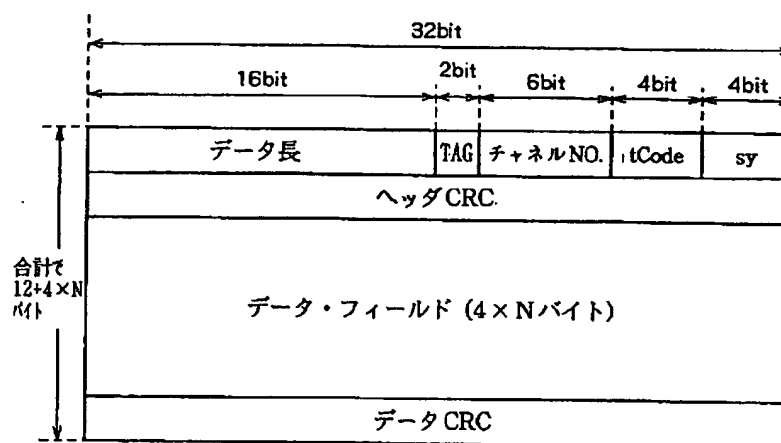 32bit
16bit
2bit
6bit
4bit
4bit
データ長
TAG
チャネルNO.
tCode
sy
ヘッダCRC.
合計で
12+4×N
バイト
データ・フィールド (4×Nバイト)
データCRC